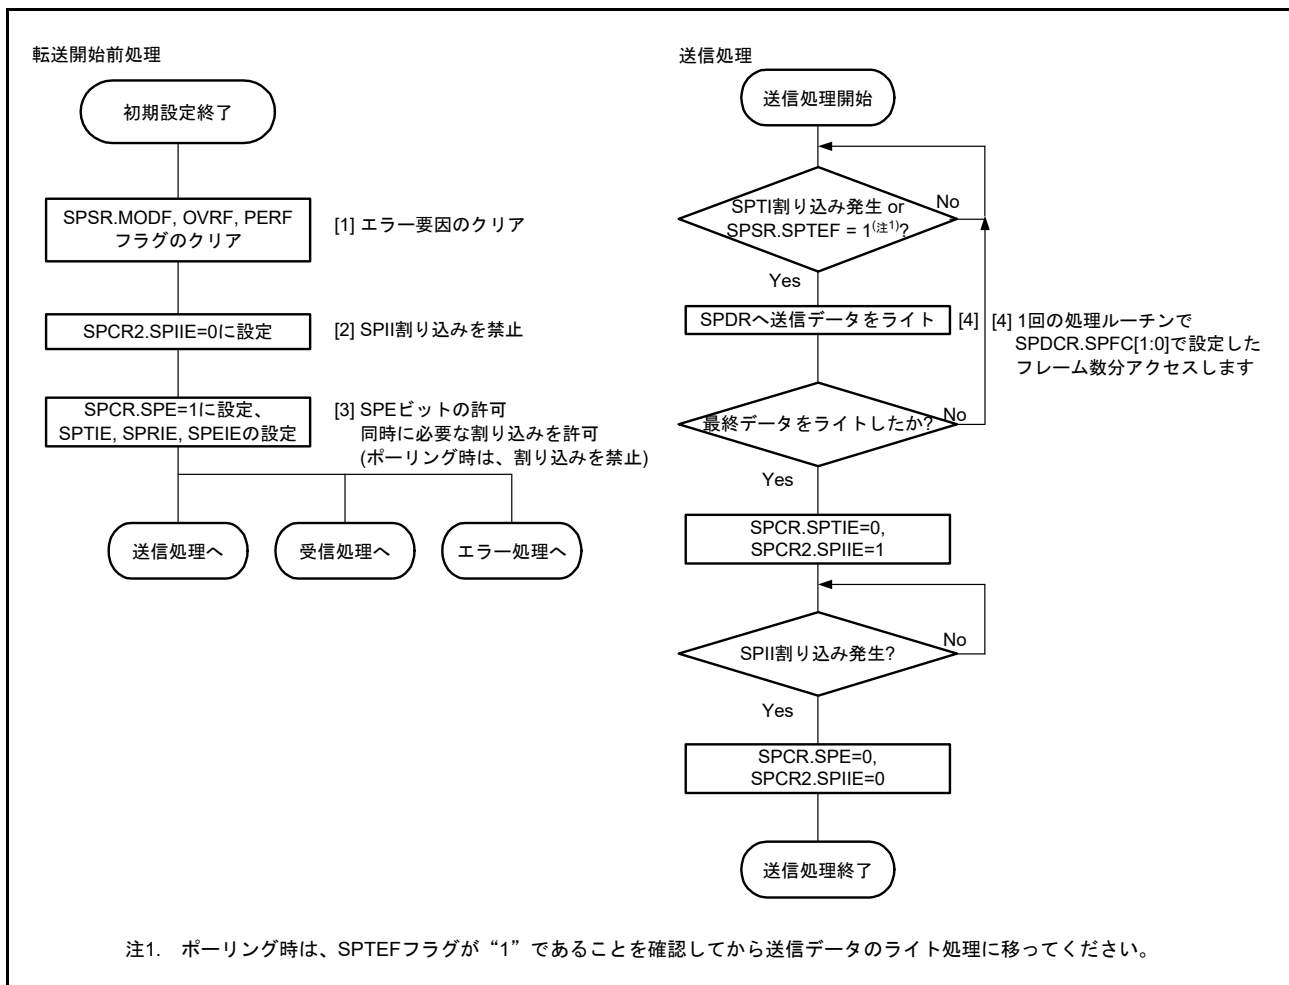 転送開始前処理
初期設定終了
SPSR.MODF, OVRF, PERF
フラグのクリア
[1] エラー要因のクリア
SPCR2.SPIIE=0に設定
[2] SPII割り込みを禁止
SPCR.SPE=1に設定、
SPTIE, SPRIE, SPEIEの設定
[3] SPEビットの許可
同時に必要な割り込みを許可
(ポーリング時は、割り込みを禁止)
送信処理へ
受信処理へ
エラー処理へ
送信処理
送信処理開始
SPTI割り込み発生 or
SPSR.SPTEF = 1(注1)?
No
Yes
SPDRへ送信データをライト
[4]
[4] 1回の処理ルーチンで
SPDCR.SPFC[1:0]で設定した
フレーム数分アクセスします
最終データをライトしたか?
No
Yes
SPCR.SPTIE=0,
SPCR2.SPIIE=1
SPII割り込み発生?
No
Yes
SPCR.SPE=0,
SPCR2.SPIIE=0
送信処理終了
注1. ポーリング時は、SPTEFフラグが“1”であることを確認してから送信データのライト処理に移ってください。